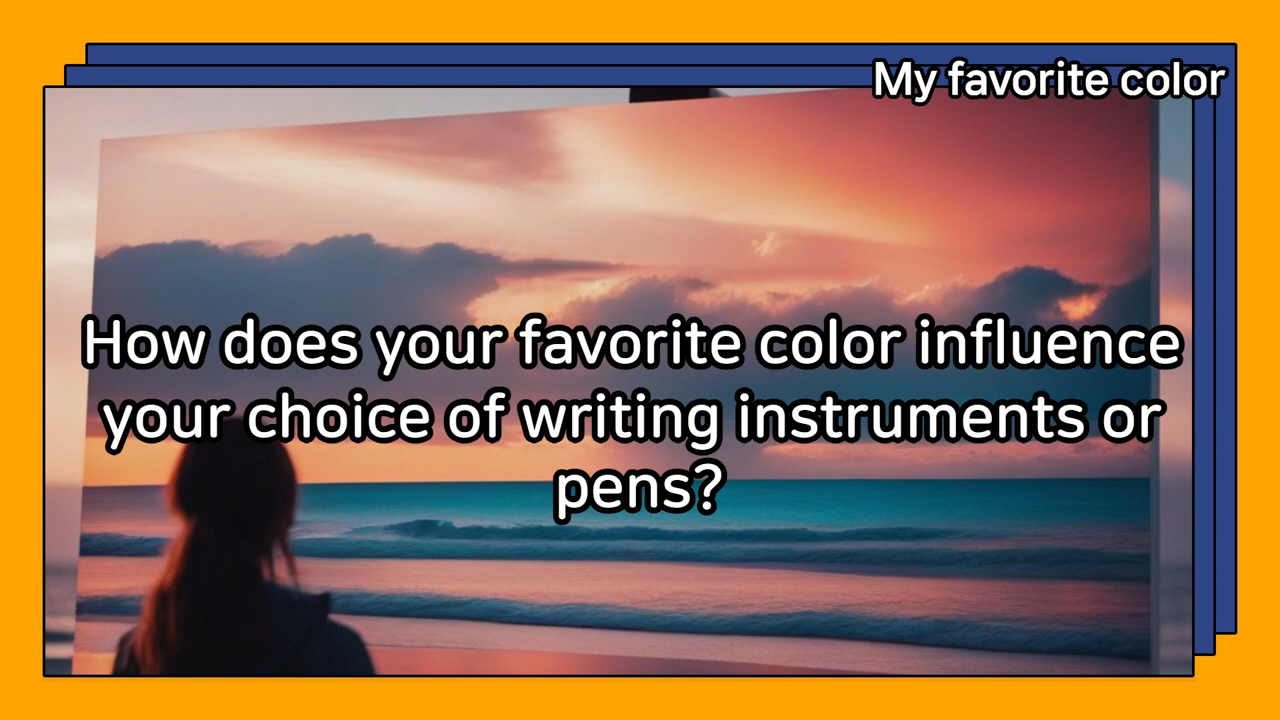 My favorite color
How does your favorite color influence
your choice of writing instruments or
pens?